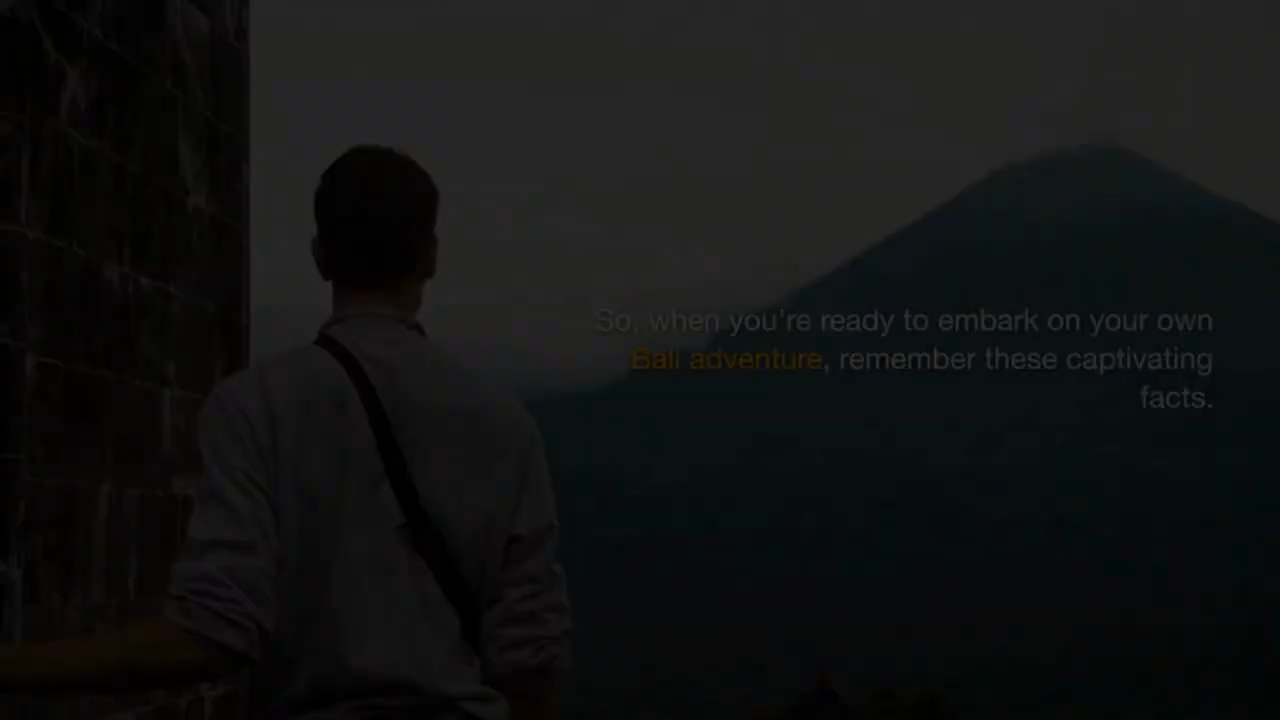 So, when you're ready to embark on your own
Bali adventure, remember these captivating
facts.